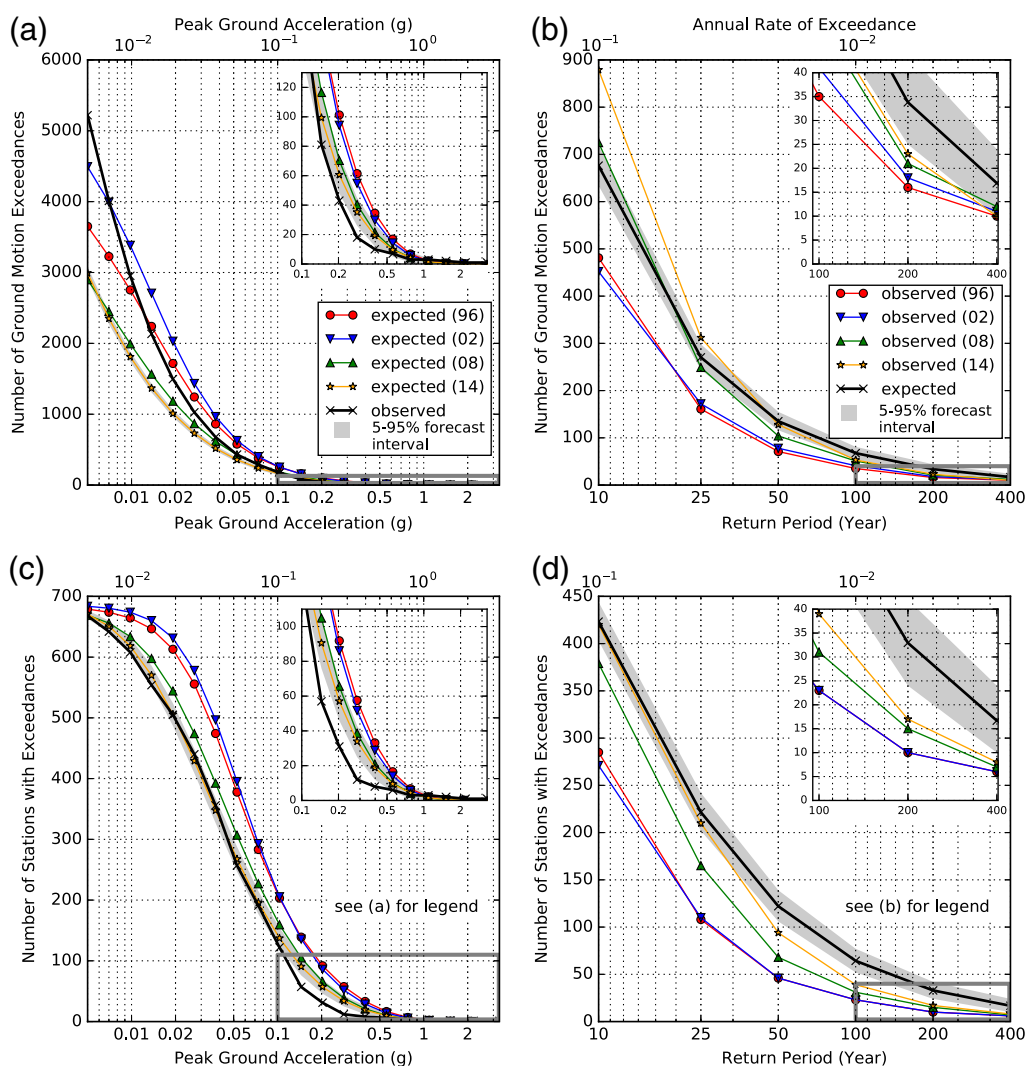 (a)
Peak Ground Acceleration (g)
10⁻² 10⁻¹ 10⁰
Number of Ground Motion Exceedances
6000
5000
4000
3000
2000
1000
0
0.01 0.02 0.05 0.1 0.2 0.5 1 2
Peak Ground Acceleration (g)
120
100
80
60
40
20
0
0.1 0.2 0.5 1 2
expected (96)
expected (02)
expected (08)
expected (14)
observed
5-95% forecast
interval
(b)
Annual Rate of Exceedance
10⁻¹ 10⁻²
Number of Ground Motion Exceedances
900
800
700
600
500
400
300
200
100
0
10 25 50 100 200 400
Return Period (Year)
40
35
30
25
20
15
10
5
0
100 200 400
observed (96)
observed (02)
observed (08)
observed (14)
expected
5-95% forecast
interval
(c)
10⁻² 10⁻¹ 10⁰
Number of Stations with Exceedances
700
600
500
400
300
200
100
0
0.01 0.02 0.05 0.1 0.2 0.5 1 2
Peak Ground Acceleration (g)
100
80
60
40
20
0
0.1 0.2 0.5 1 2
see (a) for legend
(d)
10⁻¹ 10⁻²
Number of Stations with Exceedances
450
400
350
300
250
200
150
100
50
0
10 25 50 100 200 400
Return Period (Year)
40
35
30
25
20
15
10
5
0
100 200 400
see (b) for legend